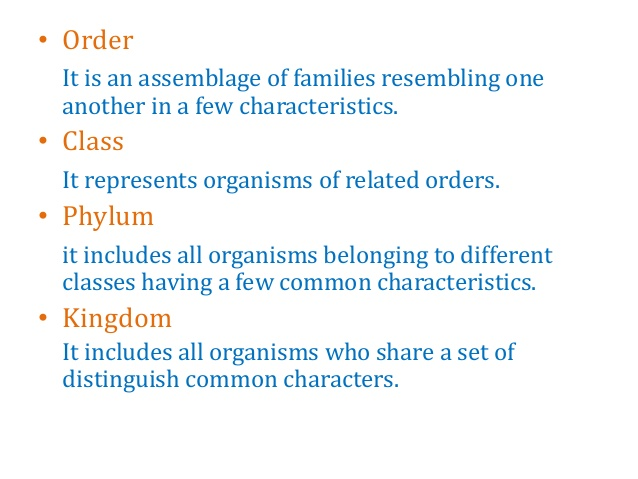 • Order
It is an assemblage of families resembling one
another in a few characteristics.
• Class
It represents organisms of related orders.
• Phylum
it includes all organisms belonging to different
classes having a few common characteristics.
• Kingdom
It includes all organisms who share a set of
distinguish common characters.